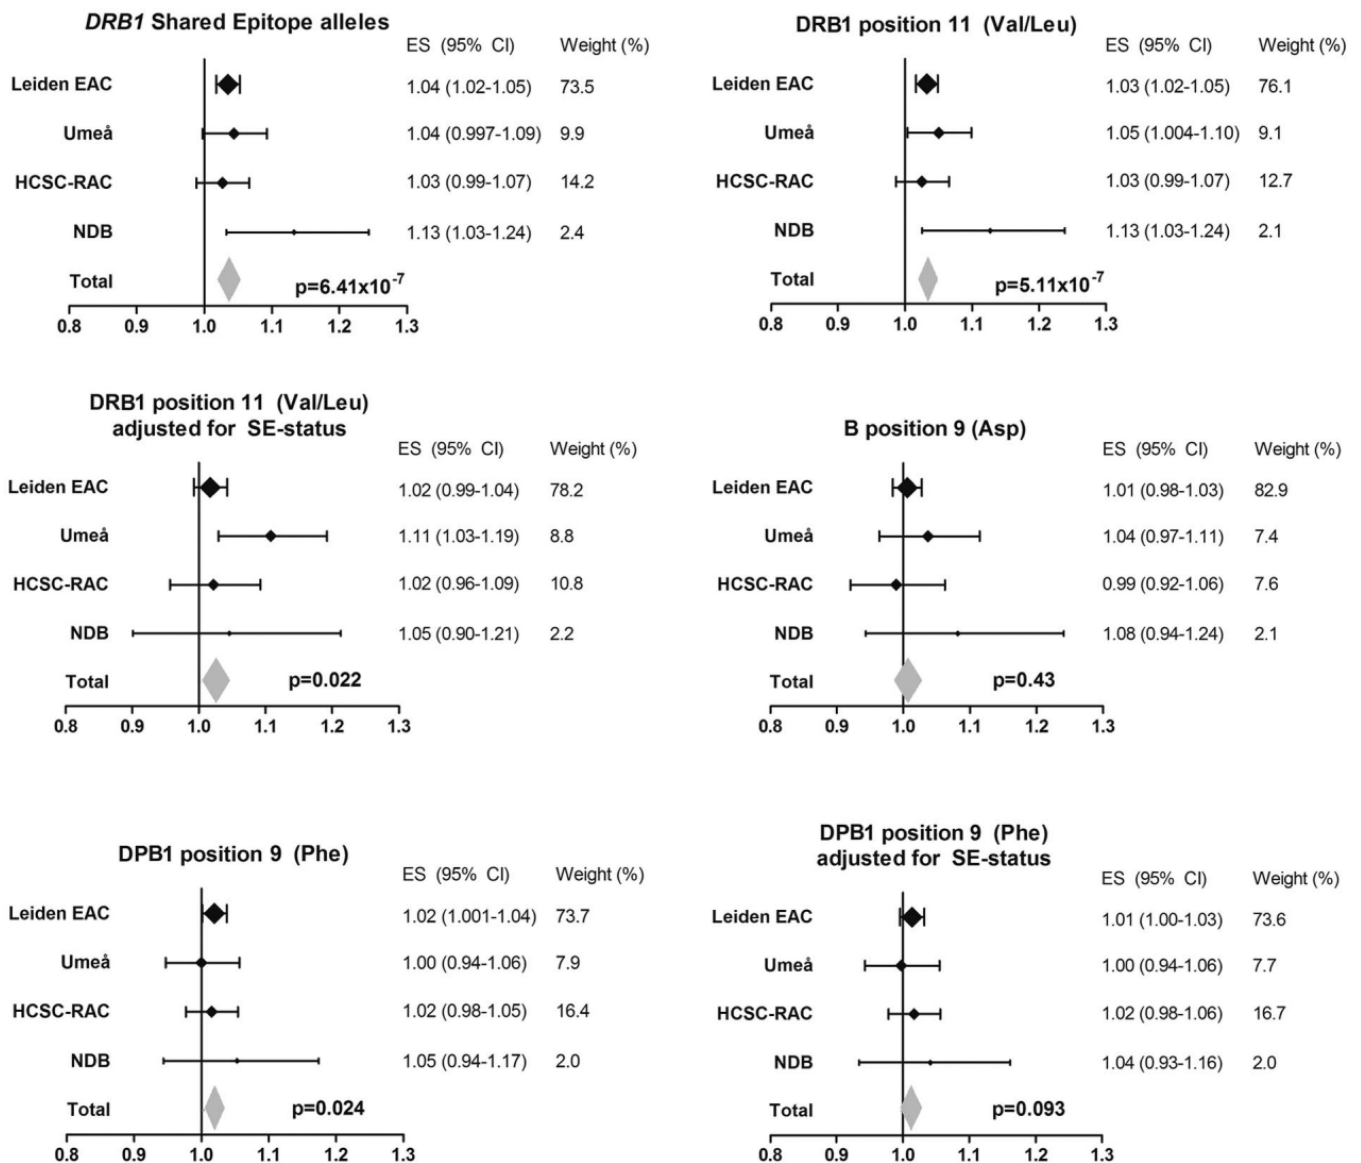 DRB1 Shared Epitope alleles
ES (95% CI) Weight (%)
Leiden EAC 1.04 (1.02-1.05) 73.5
Umeå 1.04 (0.997-1.09) 9.9
HCSC-RAC 1.03 (0.99-1.07) 14.2
NDB 1.13 (1.03-1.24) 2.4
Total p=6.41x10-7
0.8 0.9 1.0 1.1 1.2 1.3
DRB1 position 11 (Val/Leu)
ES (95% CI) Weight (%)
Leiden EAC 1.03 (1.02-1.05) 76.1
Umeå 1.05 (1.004-1.10) 9.1
HCSC-RAC 1.03 (0.99-1.07) 12.7
NDB 1.13 (1.03-1.24) 2.1
Total p=5.11x10-7
0.8 0.9 1.0 1.1 1.2 1.3
DRB1 position 11 (Val/Leu)
adjusted for SE-status
ES (95% CI) Weight (%)
Leiden EAC 1.02 (0.99-1.04) 78.2
Umeå 1.11 (1.03-1.19) 8.8
HCSC-RAC 1.02 (0.96-1.09) 10.8
NDB 1.05 (0.90-1.21) 2.2
Total p=0.022
0.8 0.9 1.0 1.1 1.2 1.3
B position 9 (Asp)
ES (95% CI) Weight (%)
Leiden EAC 1.01 (0.98-1.03) 82.9
Umeå 1.04 (0.97-1.11) 7.4
HCSC-RAC 0.99 (0.92-1.06) 7.6
NDB 1.08 (0.94-1.24) 2.1
Total p=0.43
0.8 0.9 1.0 1.1 1.2 1.3
DPB1 position 9 (Phe)
ES (95% CI) Weight (%)
Leiden EAC 1.02 (1.001-1.04) 73.7
Umeå 1.00 (0.94-1.06) 7.9
HCSC-RAC 1.02 (0.98-1.05) 16.4
NDB 1.05 (0.94-1.17) 2.0
Total p=0.024
0.8 0.9 1.0 1.1 1.2 1.3
DPB1 position 9 (Phe)
adjusted for SE-status
ES (95% CI) Weight (%)
Leiden EAC 1.01 (1.00-1.03) 73.6
Umeå 1.00 (0.94-1.06) 7.7
HCSC-RAC 1.02 (0.98-1.06) 16.7
NDB 1.04 (0.93-1.16) 2.0
Total p=0.093
0.8 0.9 1.0 1.1 1.2 1.3